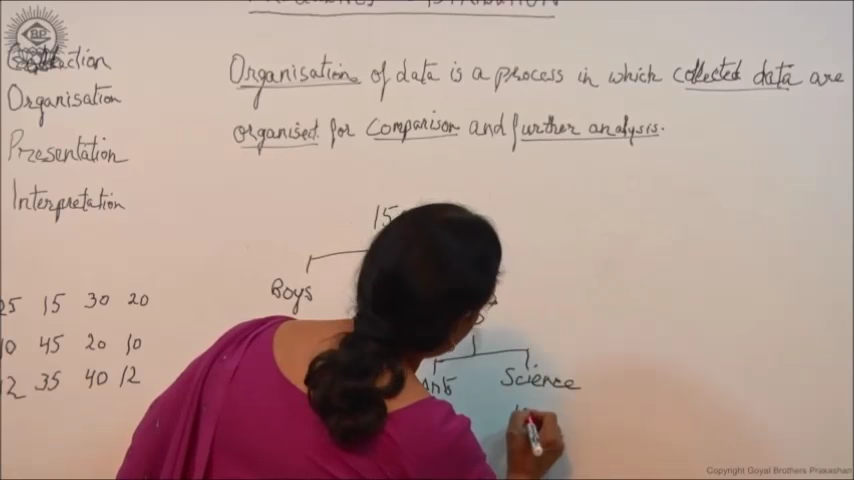 BP
Organisation of data is a process in which collected data are
organised for comparison and further analysis.
Organisation
Presentation
Interpretation
15
Boys
25 15 30 20
10 45 20 10
12 35 40 12
Science
Copyright Goyal Brothers Prakashan